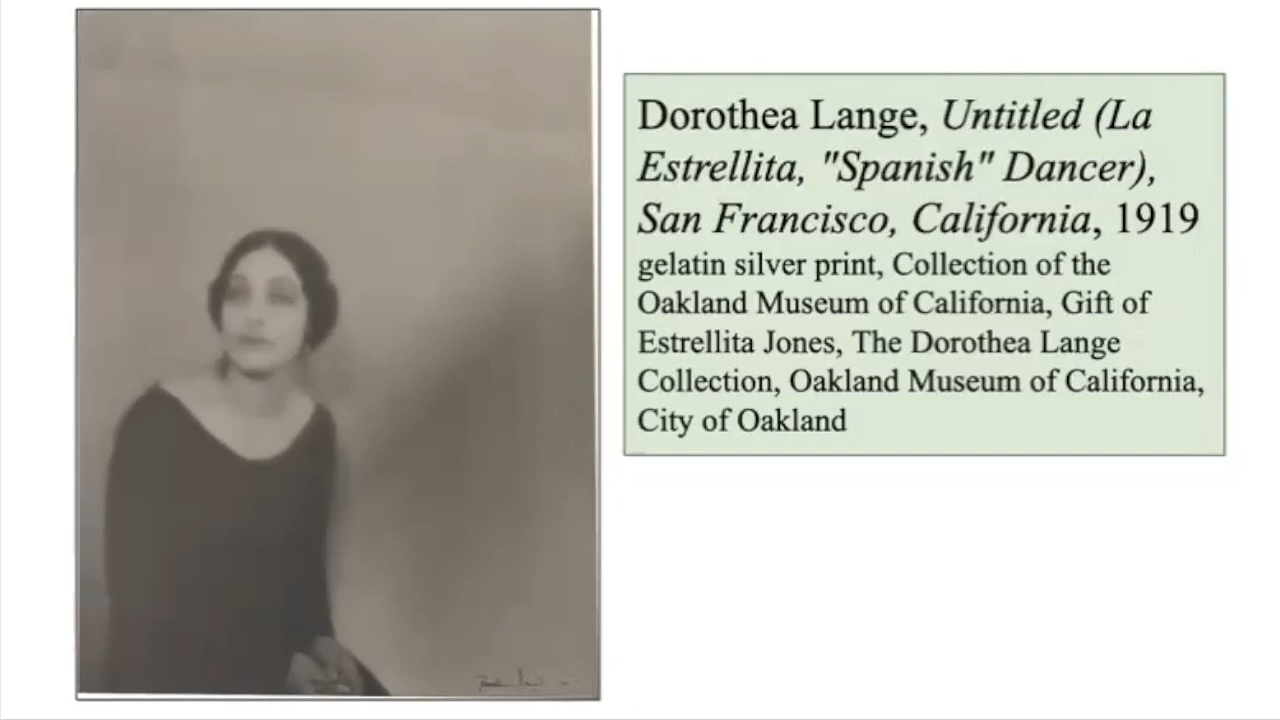 Dorothea Lange, Untitled (La
Estrellita, "Spanish" Dancer),
San Francisco, California, 1919
gelatin silver print, Collection of the
Oakland Museum of California, Gift of
Estrellita Jones, The Dorothea Lange
Collection, Oakland Museum of California,
City of Oakland